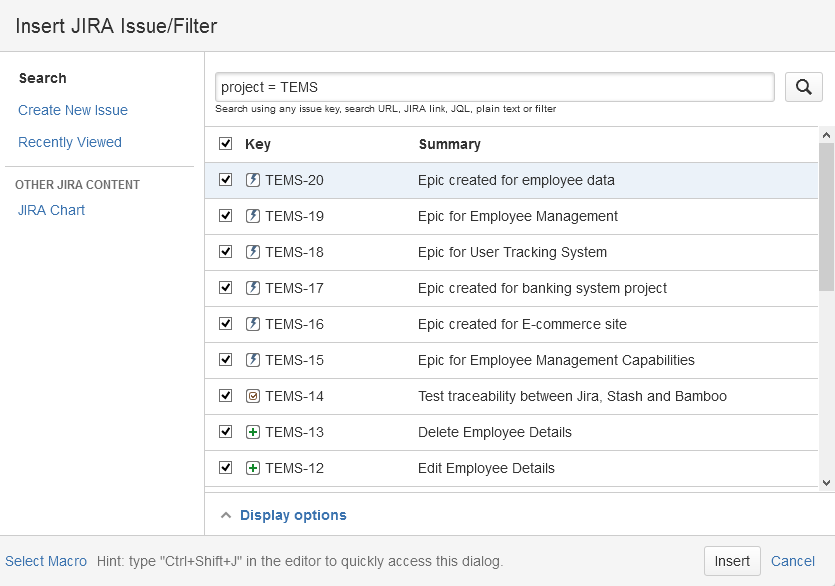 Insert JIRA Issue/Filter
Search
Create New Issue
Recently Viewed
OTHER JIRA CONTENT
JIRA Chart
project = TEMS
Search using any issue key, search URL, JIRA link, JQL, plain text or filter
Key Summary
TEMS-20 Epic created for employee data
TEMS-19 Epic for Employee Management
TEMS-18 Epic for User Tracking System
TEMS-17 Epic created for banking system project
TEMS-16 Epic created for E-commerce site
TEMS-15 Epic for Employee Management Capabilities
TEMS-14 Test traceability between Jira, Stash and Bamboo
TEMS-13 Delete Employee Details
TEMS-12 Edit Employee Details
Display options
Select Macro Hint: type "Ctrl+Shift+J" in the editor to quickly access this dialog. Insert Cancel